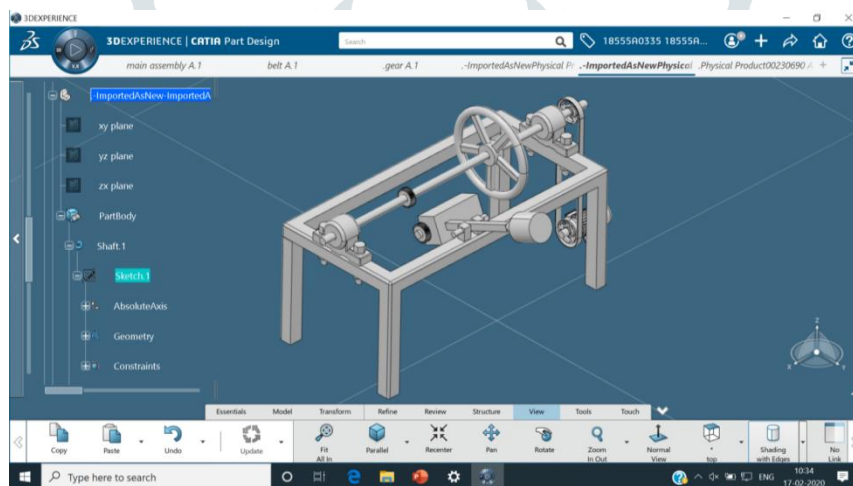 3DEXPERIENCE
3DEXPERIENCE | CATIA Part Design
Search
18555A0335 18555A...
main assembly A.1
belt A.1
.gear A.1
.-ImportedAsNewPhysical Pr
.-ImportedAsNewPhysical
.Physical Product00230690 A
.-ImportedAsNew-ImportedA
xy plane
yz plane
zx plane
PartBody
Shaft.1
Sketch.1
AbsoluteAxis
Geometry
Constraints
Essentials Model Transform Refine Review Structure View Tools Touch
Copy
Paste
Undo
Update
Fit
All In
Parallel
Recenter
Pan
Rotate
Zoom
In Out
Normal
View
top
Shading
with Edges
No
Link
Type here to search
ENG
10:34
17-02-2020